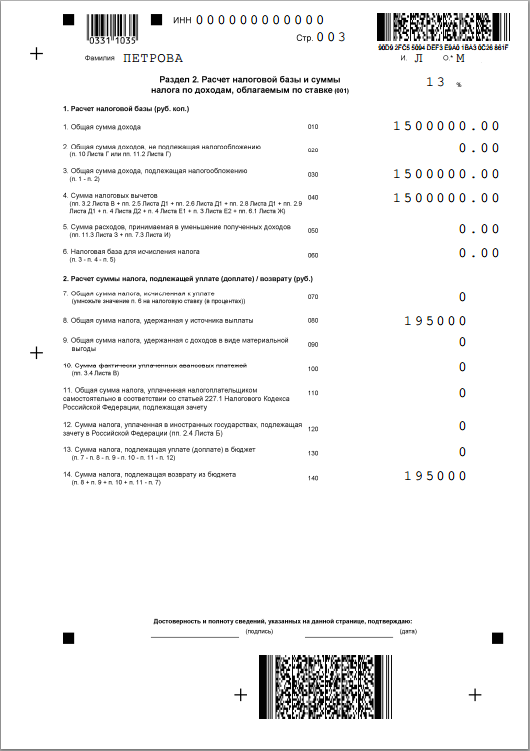 0331 1035
ИНН 000000000000
Стр. 003
90D9 2FC5 5094 DEF3 E9A0 1BA3 0C26 861F
Фамилия ПЕТРОВА И. Л О. М
Раздел 2. Расчет налоговой базы и суммы
налога по доходам, облагаемым по ставке (001) 13 %
1. Расчет налоговой базы (руб. коп.)
1. Общая сумма дохода 010 1500000.00
2. Общая сумма доходов, не подлежащая налогообложению 020 0.00
(п. 10 Листа Г или пп. 11.2 Листа Г)
3. Общая сумма дохода, подлежащая налогообложению 030 1500000.00
(п. 1 - п. 2)
4. Сумма налоговых вычетов 040 1500000.00
(пп. 3.2 Листа В + пп. 2.5 Листа Д1 + пп. 2.6 Листа Д1 + пп. 2.8 Листа Д1 + пп. 2.9
Листа Д1 + п. 4 Листа Д2 + п. 4 Листа Е1 + п. 3 Листа Е2 + пп. 6.1 Листа Ж)
5. Сумма расходов, принимаемая в уменьшение полученных доходов 050 0.00
(пп. 11.3 Листа З + пп. 7.3 Листа И)
6. Налоговая база для исчисления налога 060 0.00
(п. 3 - п. 4 - п. 5)
2. Расчет суммы налога, подлежащей уплате (доплате) / возврату (руб.)
7. Общая сумма налога, исчисленная к уплате 070 0
(умножьте значение п. 6 на налоговую ставку (в процентах))
8. Общая сумма налога, удержанная у источника выплаты 080 195000
9. Общая сумма налога, удержанная с доходов в виде материальной 090 0
выгоды
10. Сумма фактически уплаченных авансовых платежей 100 0
(пп. 3.4 Листа В)
11. Общая сумма налога, уплаченная налогоплательщиком 110 0
самостоятельно в соответствии со статьей 227.1 Налогового Кодекса
Российской Федерации, подлежащая зачету
12. Сумма налога, уплаченная в иностранных государствах, подлежащая 120 0
зачету в Российской Федерации (пп. 2.4 Листа Б)
13. Сумма налога, подлежащая уплате (доплате) в бюджет 130 0
(п. 7 - п. 8 - п. 9 - п. 10 - п. 11 - п. 12)
14. Сумма налога, подлежащая возврату из бюджета 140 195000
(п. 8 + п. 9 + п. 10 + п. 11 - п. 7)
Достоверность и полноту сведений, указанных на данной странице, подтверждаю:
(подпись) (дата)